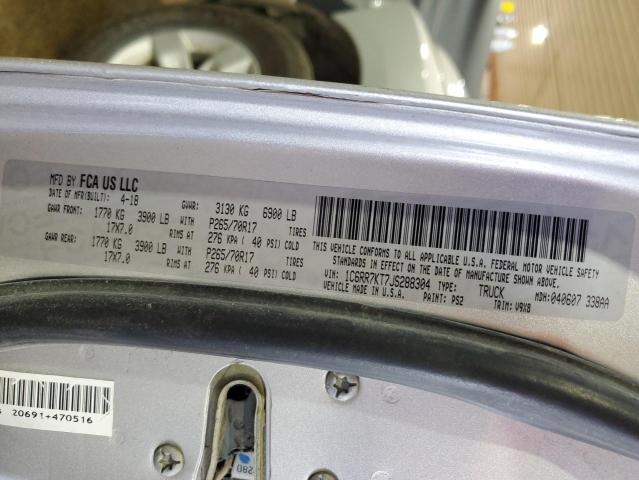 MFD BY FCA US LLC
DATE OF MFR(BUILT): 4-18 GVWR: 3130 KG 6900 LB
GAWR FRONT: 1770 KG 3900 LB WITH P265/70R17 TIRES
17X7.0 RIMS AT 276 KPA ( 40 PSI) COLD
GAWR REAR: 1770 KG 3900 LB WITH P265/70R17 TIRES
17X7.0 RIMS AT 276 KPA ( 40 PSI) COLD
THIS VEHICLE CONFORMS TO ALL APPLICABLE U.S.A. FEDERAL MOTOR VEHICLE SAFETY
STANDARDS IN EFFECT ON THE DATE OF MANUFACTURE SHOWN ABOVE.
VIN: 1C6RR7KT7JS288304 TYPE: TRUCK MDH: 040607 338AA
VEHICLE MADE IN U.S.A. PAINT: PS2 TRIM: V9X8
20691+470516
280